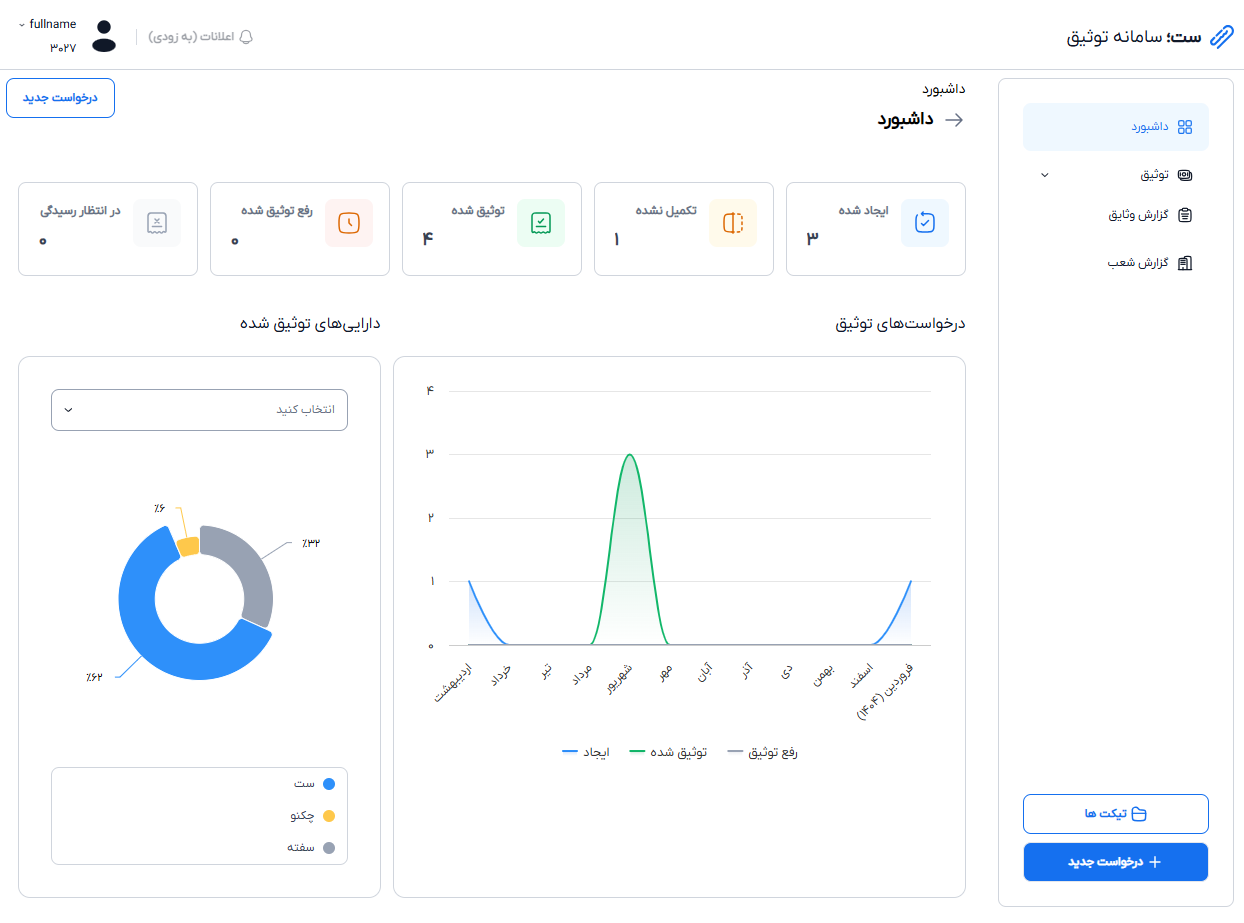 ست؛ سامانه توثیق
اعلانات (به زودی)
fullname
۳۰۲۷
داشبورد
توثیق
گزارش وثایق
گزارش شعب
تیکت ها
درخواست جدید
داشبورد
داشبورد
درخواست جدید
ایجاد شده
۳
تکمیل نشده
۱
توثیق شده
۴
رفع توثیق شده
۰
در انتظار رسیدگی
۰
درخواست‌های توثیق
۴
۳
۲
۱
۰
اردیبهشت
خرداد
تیر
مرداد
شهریور
مهر
آبان
آذر
دی
بهمن
اسفند
فروردین (۱۴۰۴)
رفع توثیق
توثیق شده
ایجاد
دارایی‌های توثیق شده
انتخاب کنید
٪۶
٪۳۲
٪۶۲
ست
چکنو
سفته